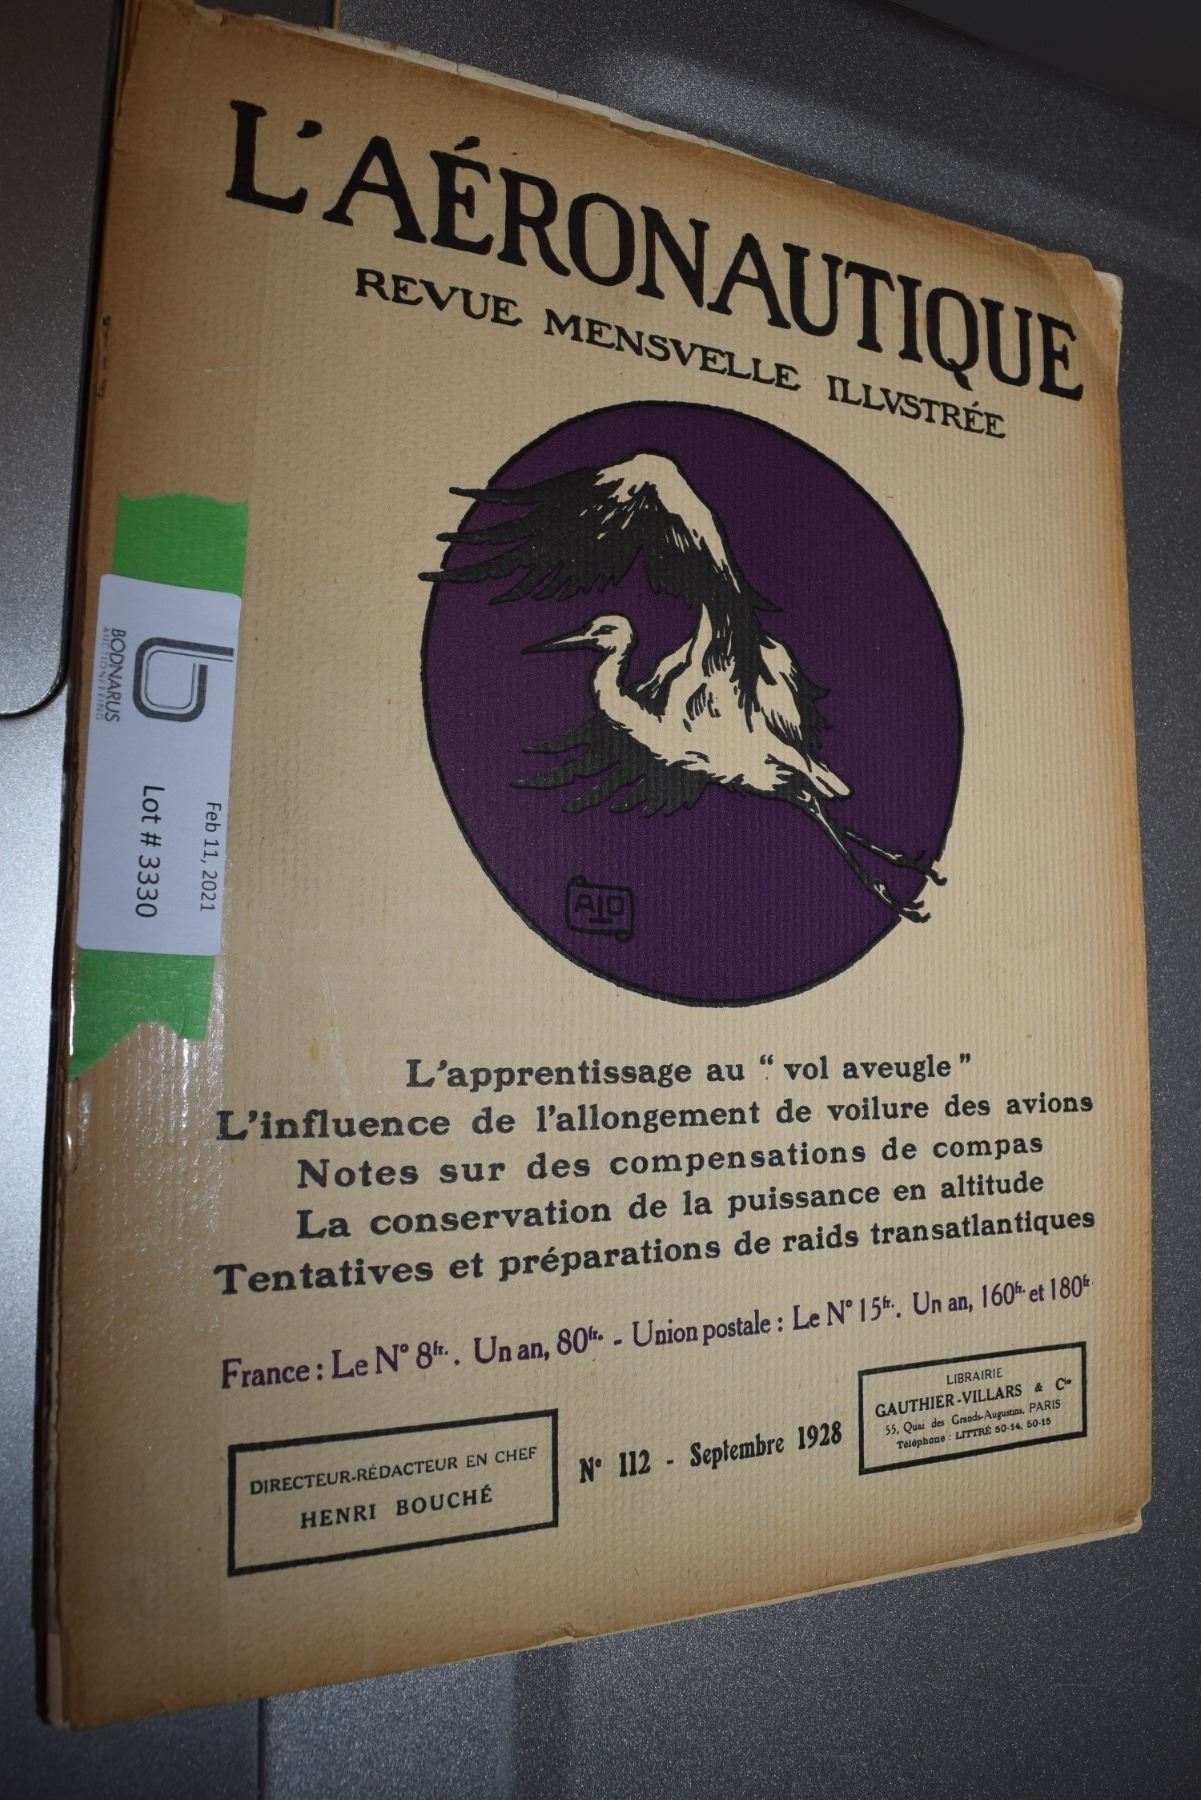 L'AÉRONAUTIQUE
REVUE MENSVELLE ILLVSTRÉE
BODNARUS
AUCTIONEERING
Feb 11, 2021
Lot # 3330
L'apprentissage au “ vol aveugle ”
L'influence de l'allongement de voilure des avions
Notes sur des compensations de compas
La conservation de la puissance en altitude
Tentatives et préparations de raids transatlantiques
France : Le N° 8fr. . Un an, 80fr. - Union postale : Le N° 15fr. . Un an, 160fr. et 180fr.
DIRECTEUR-RÉDACTEUR EN CHEF
HENRI BOUCHÉ
N° 112 - Septembre 1928
LIBRAIRIE
GAUTHIER-VILLARS & Cie
55, Quai des Grands-Augustins, PARIS
Téléphone : LITTRÉ 50-14, 50-15